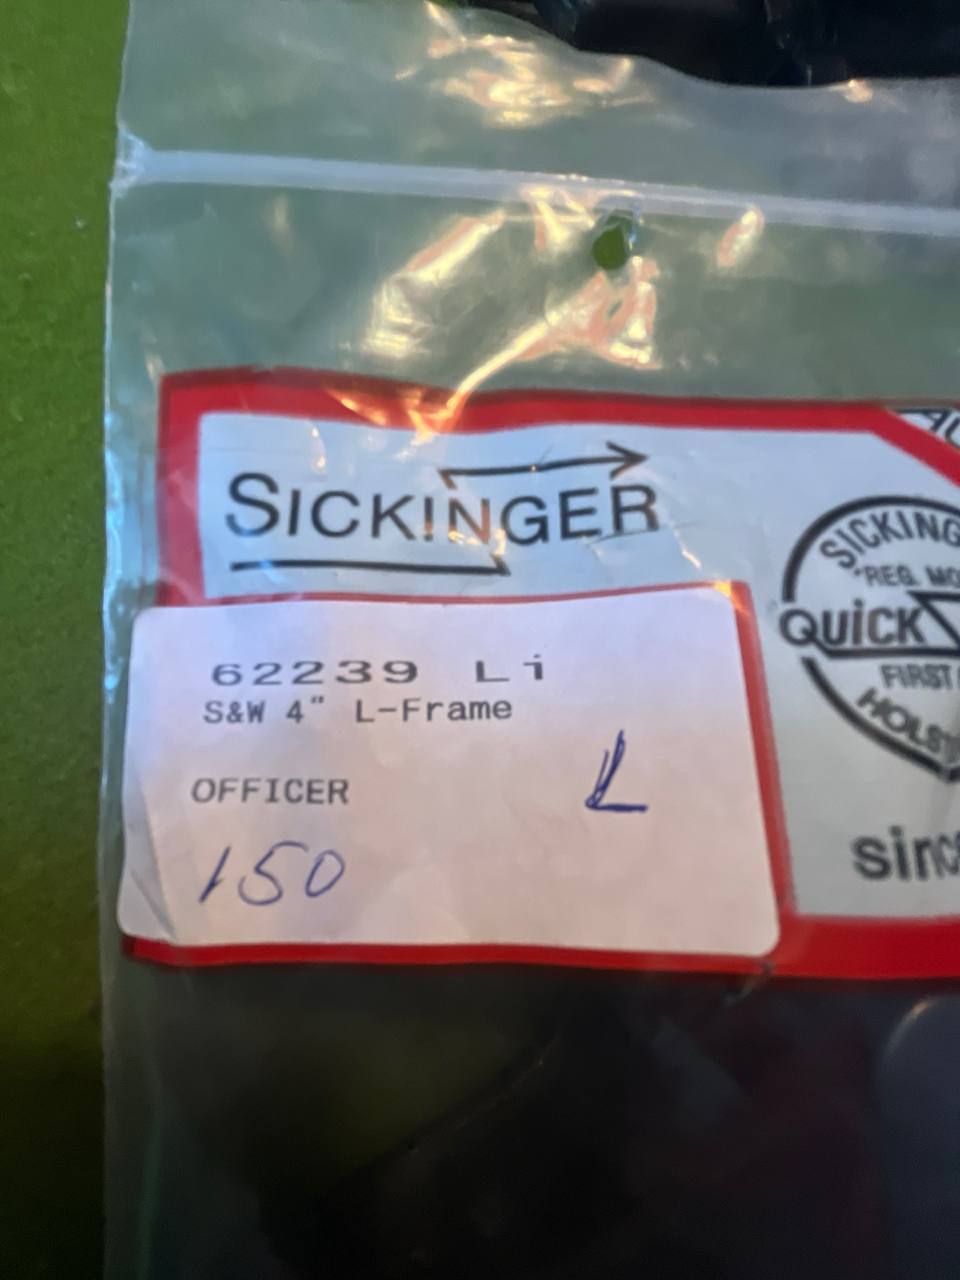 SICKINGER
62239 Li
S&W 4" L-Frame
L
OFFICER
150
SICKING
REG. MO
QUiCK
FIRST
HOLST
sinc